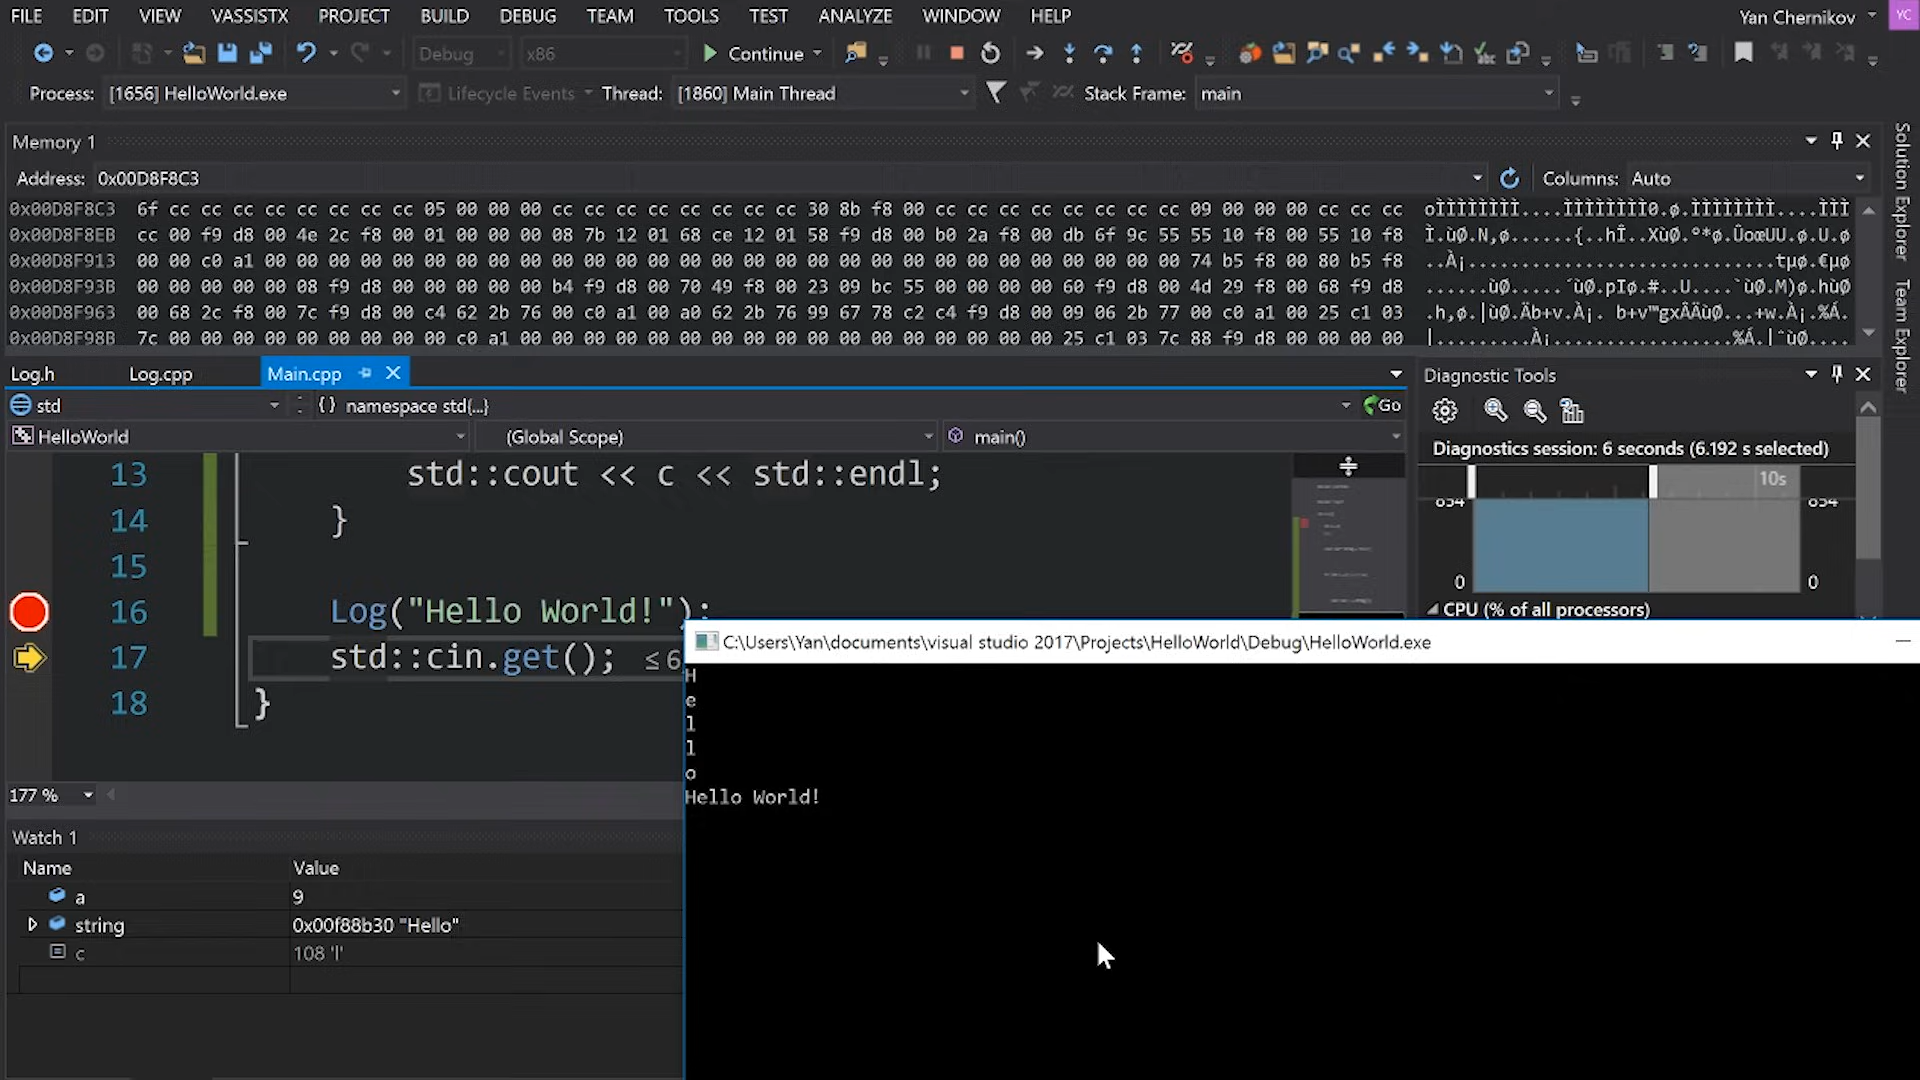 FILE EDIT VIEW VASSISTX PROJECT BUILD DEBUG TEAM TOOLS TEST ANALYZE WINDOW HELP Yan Chernikov YC
Debug x86 Continue
Process: [1656] HelloWorld.exe Lifecycle Events Thread: [1860] Main Thread Stack Frame: main
Memory 1
Address: 0x00D8F8C3 Columns: Auto
0x00D8F8C3 6f cc cc cc cc cc cc cc cc 05 00 00 00 cc cc cc cc cc cc cc cc 30 8b f8 00 cc cc cc cc cc cc cc cc 09 00 00 00 cc cc cc
0x00D8F8EB cc 00 f9 d8 00 4e 2c f8 00 01 00 00 00 08 7b 12 01 68 ce 12 01 58 f9 d8 00 b0 2a f8 00 db 6f 9c 55 55 10 f8 00 55 10 f8
0x00D8F913 00 00 c0 a1 00 00 00 00 00 00 00 00 00 00 00 00 00 00 00 00 00 00 00 00 00 00 00 00 00 00 00 00 00 74 b5 f8 00 80 b5 f8
0x00D8F93B 00 00 00 00 00 08 f9 d8 00 00 00 00 00 b4 f9 d8 00 70 49 f8 00 23 09 bc 55 00 00 00 00 60 f9 d8 00 4d 29 f8 00 68 f9 d8
0x00D8F963 00 68 2c f8 00 7c f9 d8 00 c4 62 2b 76 00 c0 a1 00 a0 62 2b 76 99 67 78 c2 c4 f9 d8 00 09 06 2b 77 00 c0 a1 00 25 c1 03
0x00D8F98B 7c 00 00 00 00 00 00 00 00 00 c0 a1 00 00 00 00 00 00 00 00 00 00 00 00 00 00 00 00 00 25 c1 03 7c 88 f9 d8 00 00 00 00
Solution Explorer
Team Explorer
Log.h Log.cpp Main.cpp
Diagnostic Tools
std {} namespace std{...} Go
HelloWorld (Global Scope) main()
Diagnostics session: 6 seconds (6.192 s selected)
10s
854 854
0 0
CPU (% of all processors)
13 std::cout << c << std::endl;
14 }
15
16 Log("Hello World!");
17 std::cin.get(); ≤6
18 }
177 %
C:\Users\Yan\documents\visual studio 2017\Projects\HelloWorld\Debug\HelloWorld.exe
H
e
l
l
o
Hello World!
Watch 1
Name Value
a 9
string 0x00f88b30 "Hello"
c 108 'l'